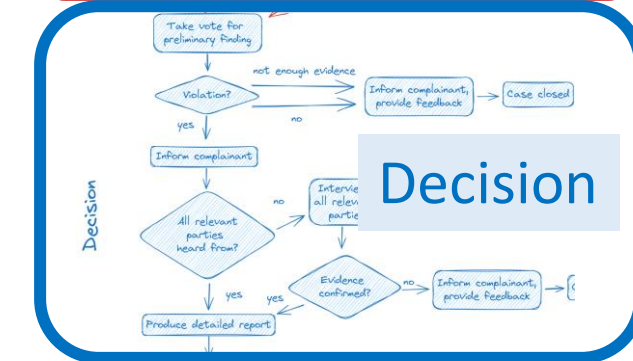 Take vote for
preliminary finding
not enough evidence
Violation?
no
Inform complainant,
provide feedback
Case closed
yes
Inform complainant
Decision
Decision
All relevant
parties
heard from?
no
all
yes
Evidence
confirmed?
yes
no
Inform complainant,
provide feedback
Produce detailed report